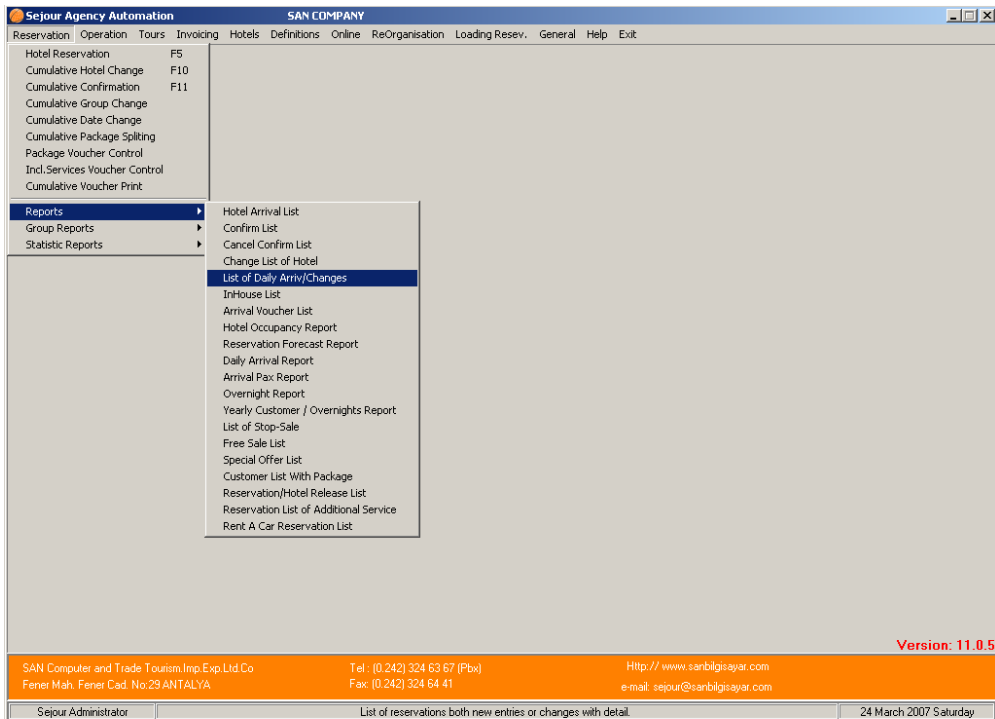 Sejour Agency Automation SAN COMPANY
Reservation Operation Tours Invoicing Hotels Definitions Online ReOrganisation Loading Resev. General Help Exit
Hotel Reservation F5
Cumulative Hotel Change F10
Cumulative Confirmation F11
Cumulative Group Change
Cumulative Date Change
Cumulative Package Spliting
Package Voucher Control
Incl.Services Voucher Control
Cumulative Voucher Print
Reports
Group Reports
Statistic Reports
Hotel Arrival List
Confirm List
Cancel Confirm List
Change List of Hotel
List of Daily Arriv/Changes
InHouse List
Arrival Voucher List
Hotel Occupancy Report
Reservation Forecast Report
Daily Arrival Report
Arrival Pax Report
Overnight Report
Yearly Customer / Overnights Report
List of Stop-Sale
Free Sale List
Special Offer List
Customer List With Package
Reservation/Hotel Release List
Reservation List of Additional Service
Rent A Car Reservation List
Version: 11.0.5
SAN Computer and Trade Tourism.Imp.Exp.Ltd.Co Tel : (0.242) 324 63 67 (Pbx) Http:// www.sanbilgisayar.com
Fener Mah. Fener Cad. No:29 ANTALYA Fax: (0.242) 324 64 41 e-mail: sejour@sanbilgisayar.com
Sejour Administrator List of reservations both new entries or changes with detail. 24 March 2007 Saturday